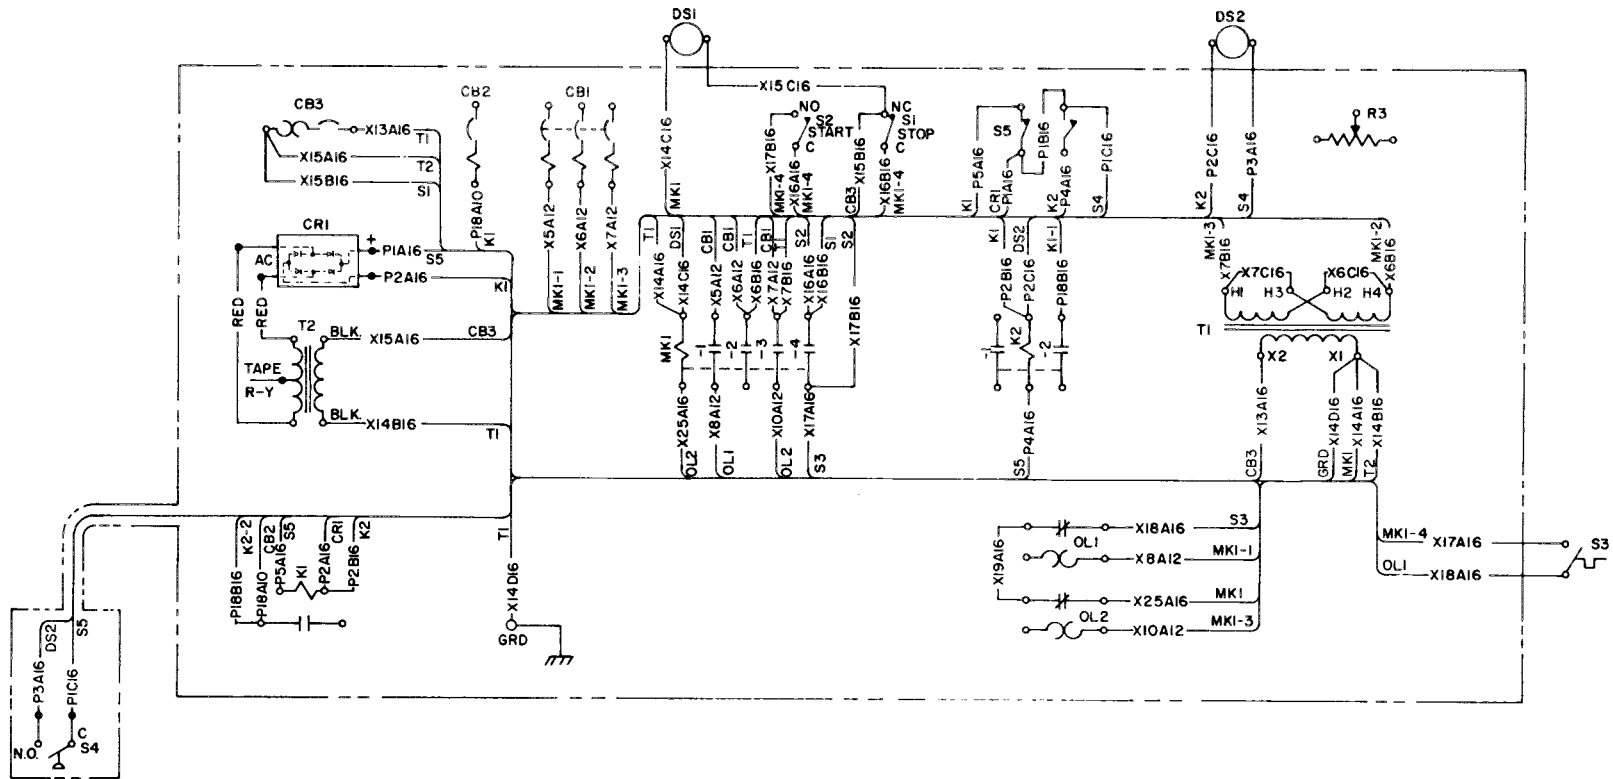 DS1
DS2
X15C16
CB3
CB2
CB1
NO
NC
S2
S1
START
STOP
C
C
S5
P1B16
R3
X13A16
T1
X15A16
T2
X15B16
S1
P18A10
K1
X5A12
X6A12
X7A12
MK1-1
MK1-2
MK1-3
X14C16
MK1
X17B16
MK1-4
X16A16
MK1-4
X15B16
CB3
X16B16
MK1-4
P5A16
K1
P1A16
CR1
P4A16
K2
P1C16
S4
P2C16
K2
P3A16
S4
CR1
AC
+
P1A16
S5
P2A16
K1
RED
RED
T2
BLK.
X15A16
CB3
TAPE
R-Y
BLK.
X14B16
T1
T1
X14A16
DS1
X14C16
CB1
X5A12
CB1
X6A12
T1
X6B16
CB1
X7A12
T1
X7B16
S2
X16A16
S1
X16B16
S2
X17B16
K1
P2B16
DS2
P2C16
K1-1
P18B16
MK1-3
X7B16
MK1-2
X6B16
X7C16
X6C16
H1
H3
H2
H4
T1
X2
X1
MK1
-1
-2
-3
-4
-1
K2
-2
X25A16
OL2
X8A12
OL1
X10A12
OL2
X17A16
S3
P4A16
S5
X13A16
CB3
X14D16
GRD
X14A16
MK1
X14B16
T2
K2-2
P18B16
CB2
P18A10
S5
P5A16
K1
CR1
P2A16
K2
P2B16
T1
X14D16
GRD
X19A16
X18A16
S3
OL1
X8A12
MK1-1
X25A16
MK1
OL2
X10A12
MK1-3
MK1-4
X17A16
OL1
X18A16
S3
DS2
P3A16
S5
P1C16
N.O.
C
S4